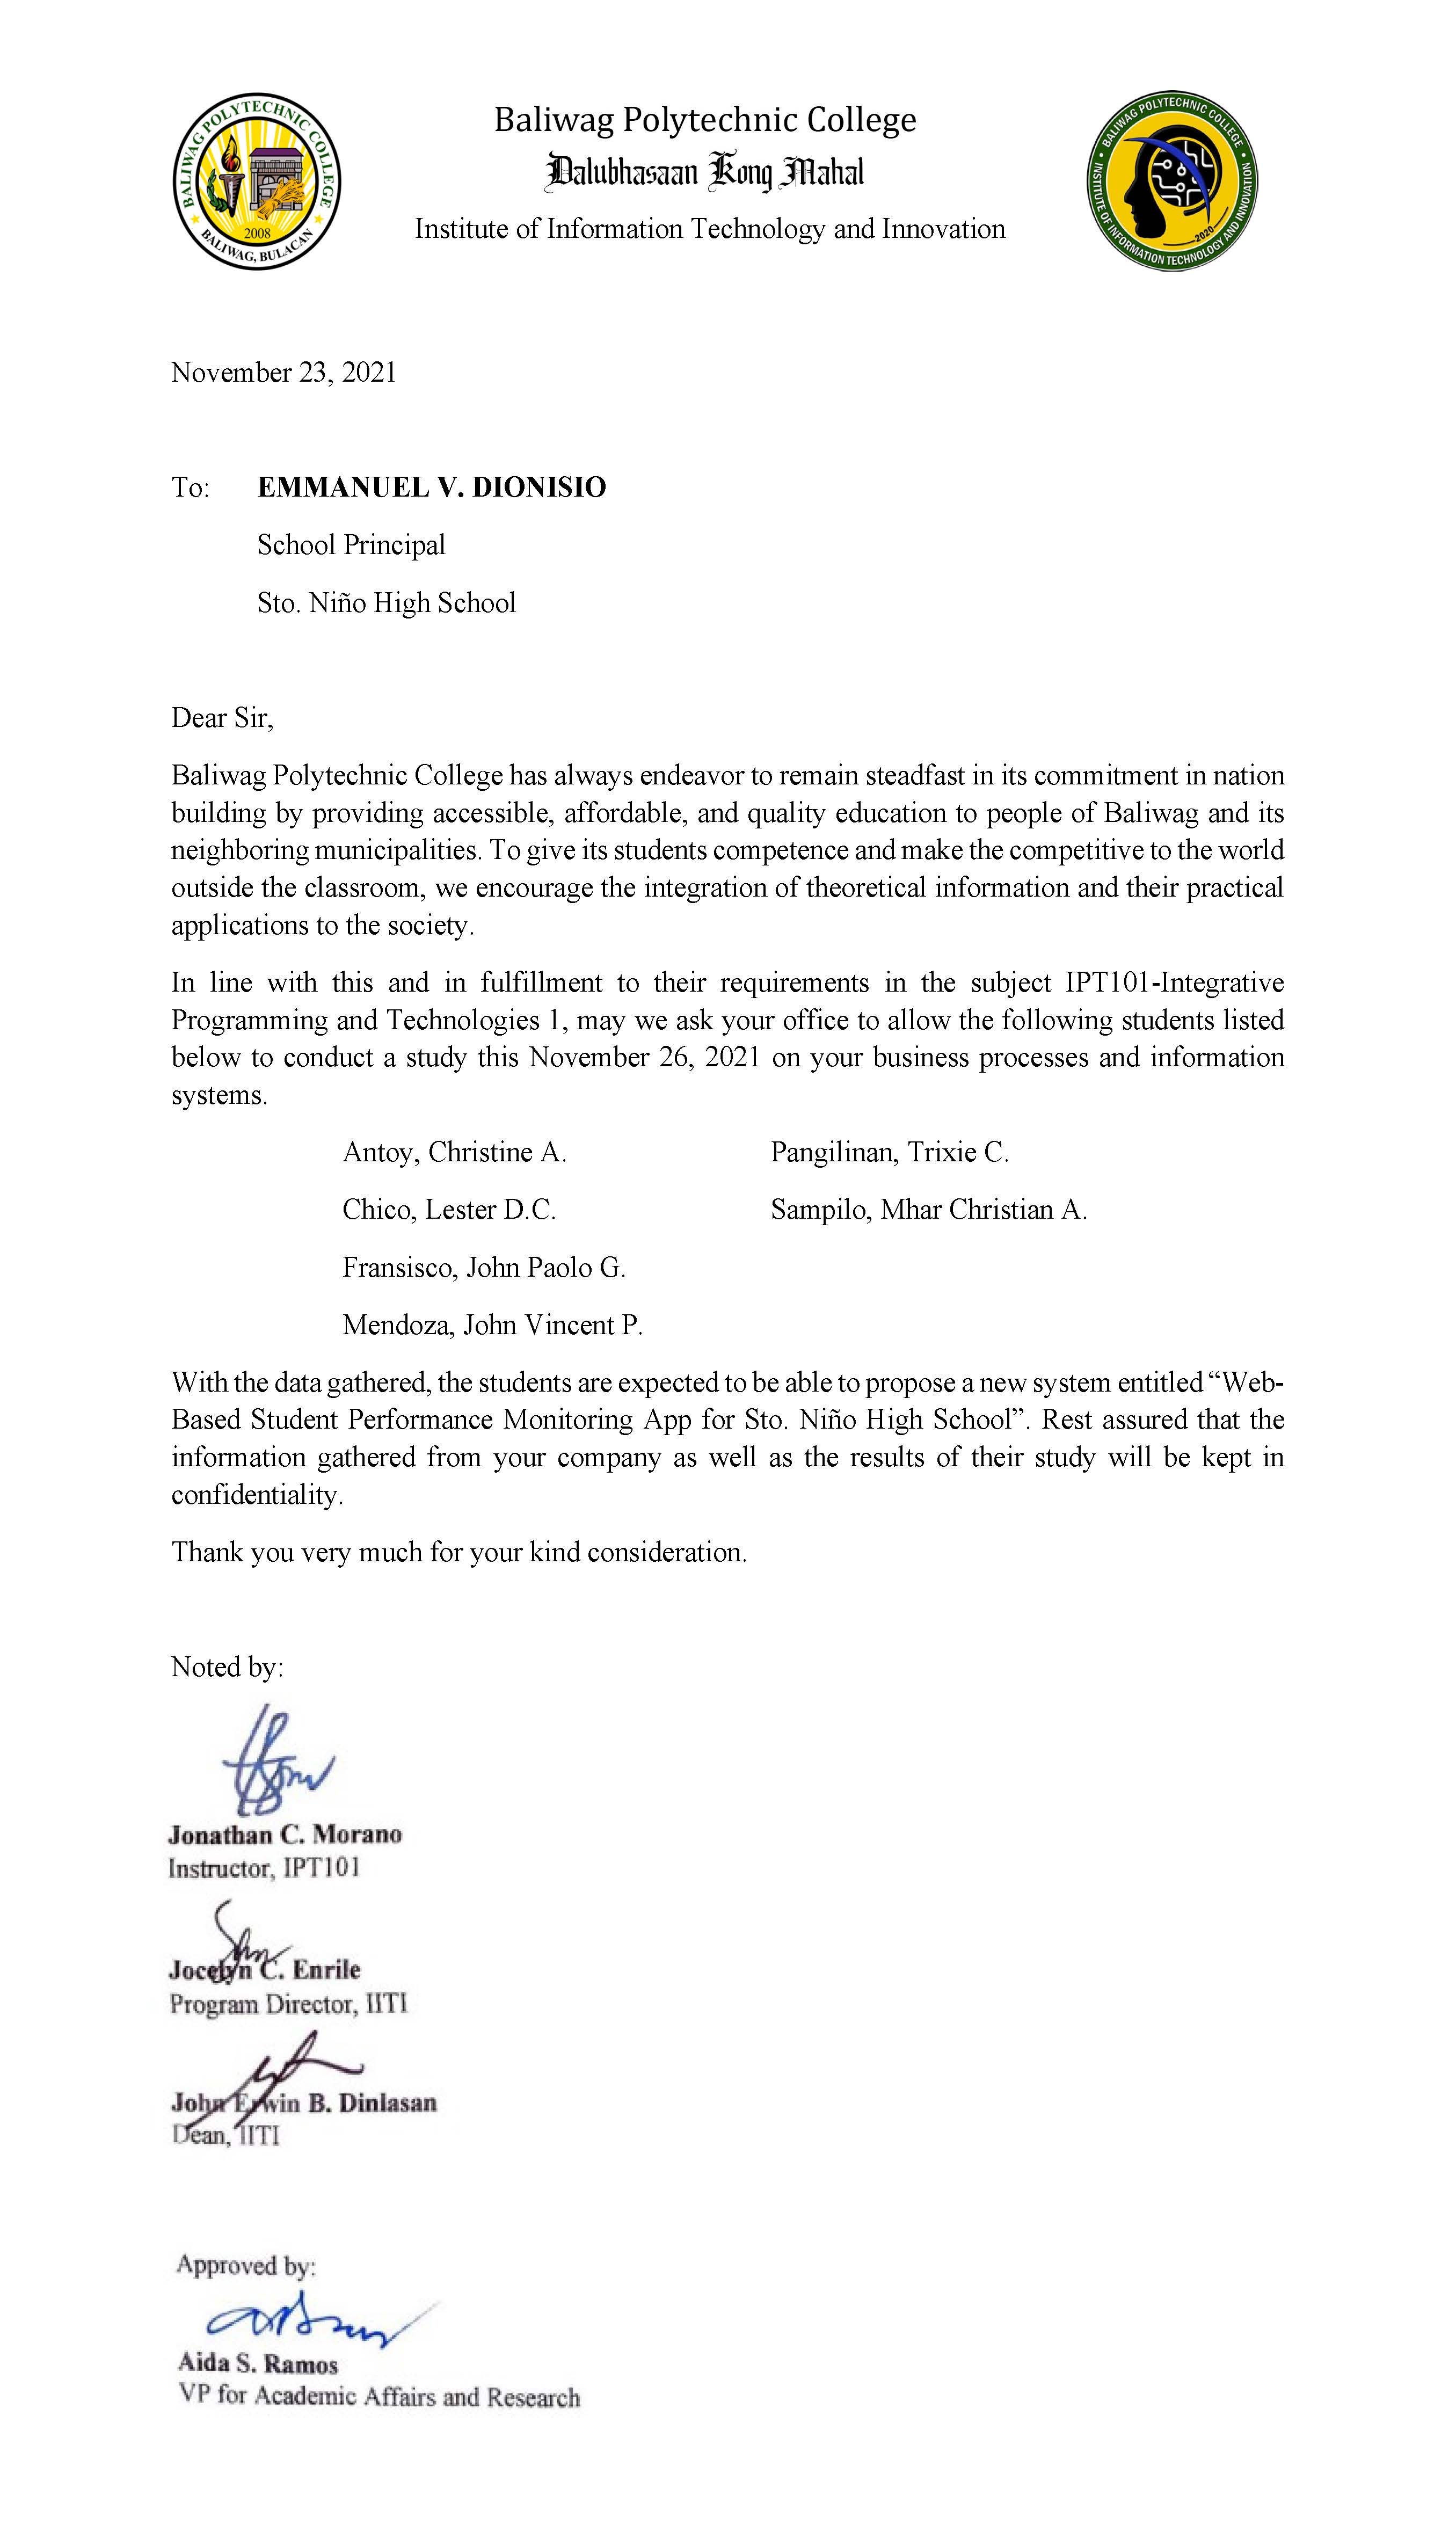 BALIWAG POLYTECHNIC COLLEGE
2008
BALIWAG, BULACAN
Baliwag Polytechnic College
Dalubhasaan Kong Mahal
Institute of Information Technology and Innovation
BALIWAG POLYTECHNIC COLLEGE
2020
INSTITUTE OF INFORMATION TECHNOLOGY AND INNOVATION
November 23, 2021
To: EMMANUEL V. DIONISIO
School Principal
Sto. Niño High School
Dear Sir,
Baliwag Polytechnic College has always endeavor to remain steadfast in its commitment in nation
building by providing accessible, affordable, and quality education to people of Baliwag and its
neighboring municipalities. To give its students competence and make the competitive to the world
outside the classroom, we encourage the integration of theoretical information and their practical
applications to the society.
In line with this and in fulfillment to their requirements in the subject IPT101-Integrative
Programming and Technologies 1, may we ask your office to allow the following students listed
below to conduct a study this November 26, 2021 on your business processes and information
systems.
Antoy, Christine A. Pangilinan, Trixie C.
Chico, Lester D.C. Sampilo, Mhar Christian A.
Fransisco, John Paolo G.
Mendoza, John Vincent P.
With the data gathered, the students are expected to be able to propose a new system entitled “Web-
Based Student Performance Monitoring App for Sto. Niño High School”. Rest assured that the
information gathered from your company as well as the results of their study will be kept in
confidentiality.
Thank you very much for your kind consideration.
Noted by:
Jonathan C. Morano
Instructor, IPT101
Jocelyn C. Enrile
Program Director, IITI
John Erwin B. Dinlasan
Dean, IITI
Approved by:
Aida S. Ramos
VP for Academic Affairs and Research